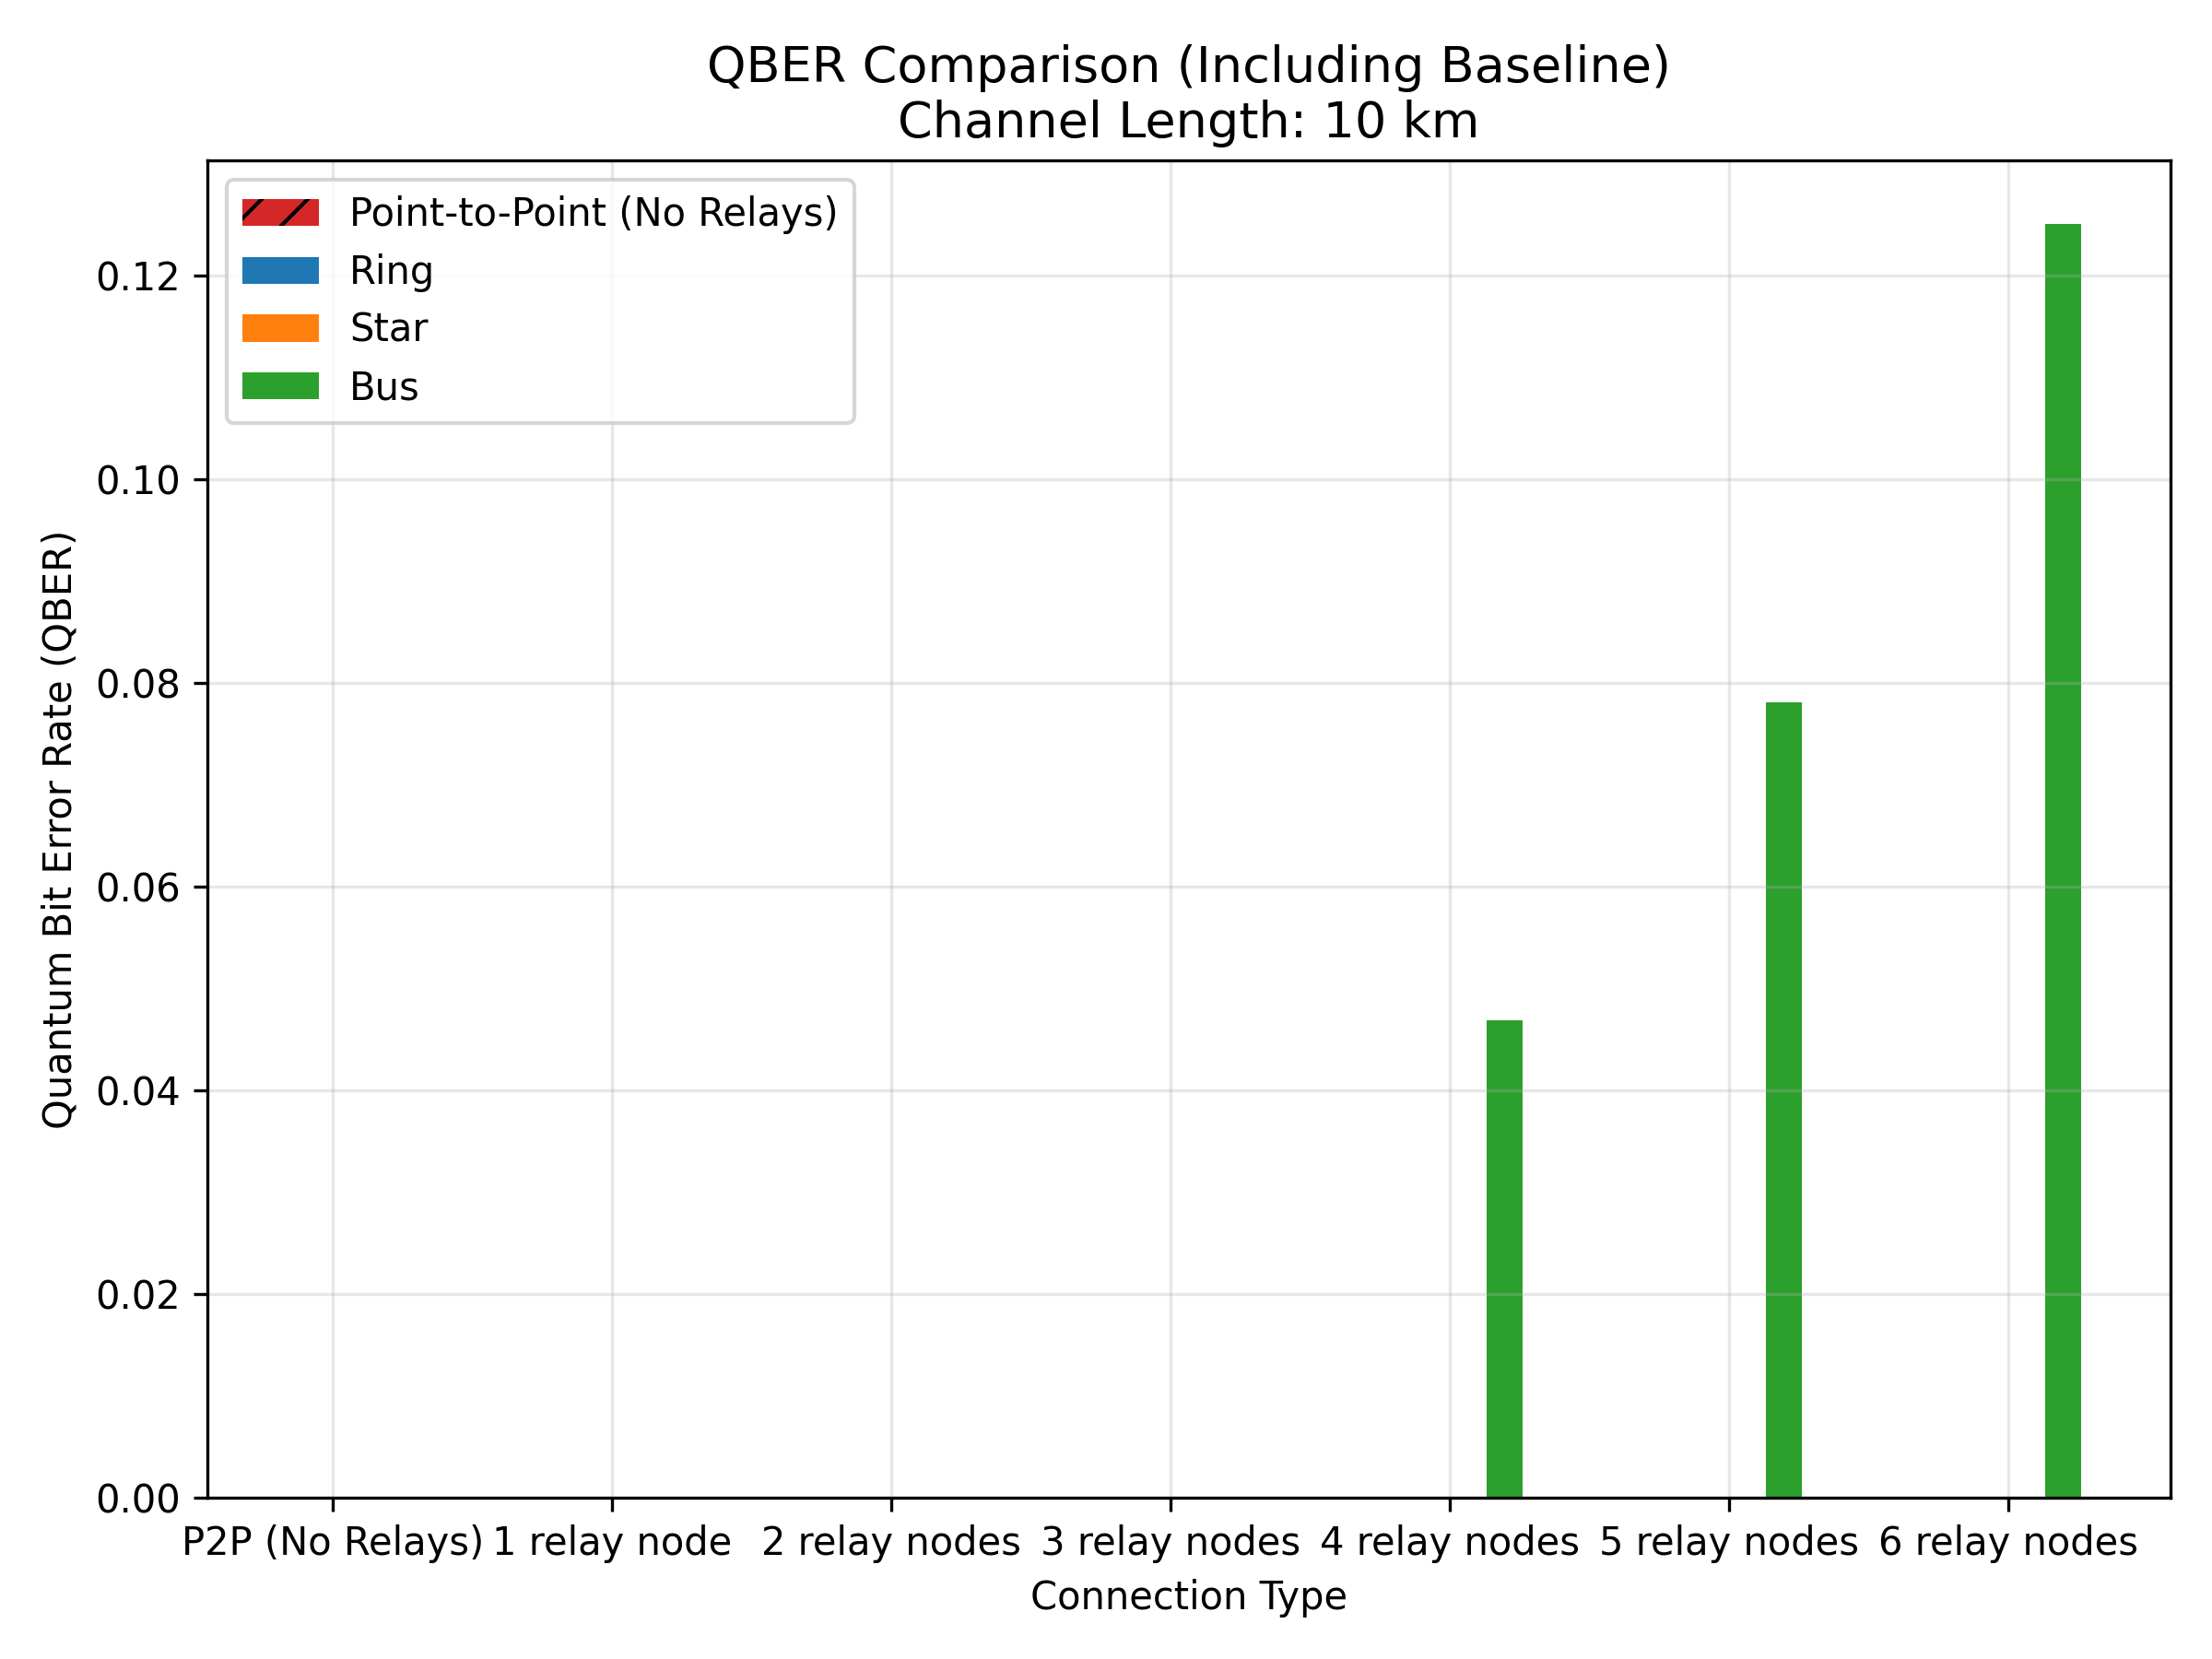 QBER Comparison (Including Baseline)
Channel Length: 10 km
Point-to-Point (No Relays)
Ring
Star
Bus
Quantum Bit Error Rate (QBER)
0.12
0.10
0.08
0.06
0.04
0.02
0.00
P2P (No Relays) 1 relay node 2 relay nodes 3 relay nodes 4 relay nodes 5 relay nodes 6 relay nodes
Connection Type